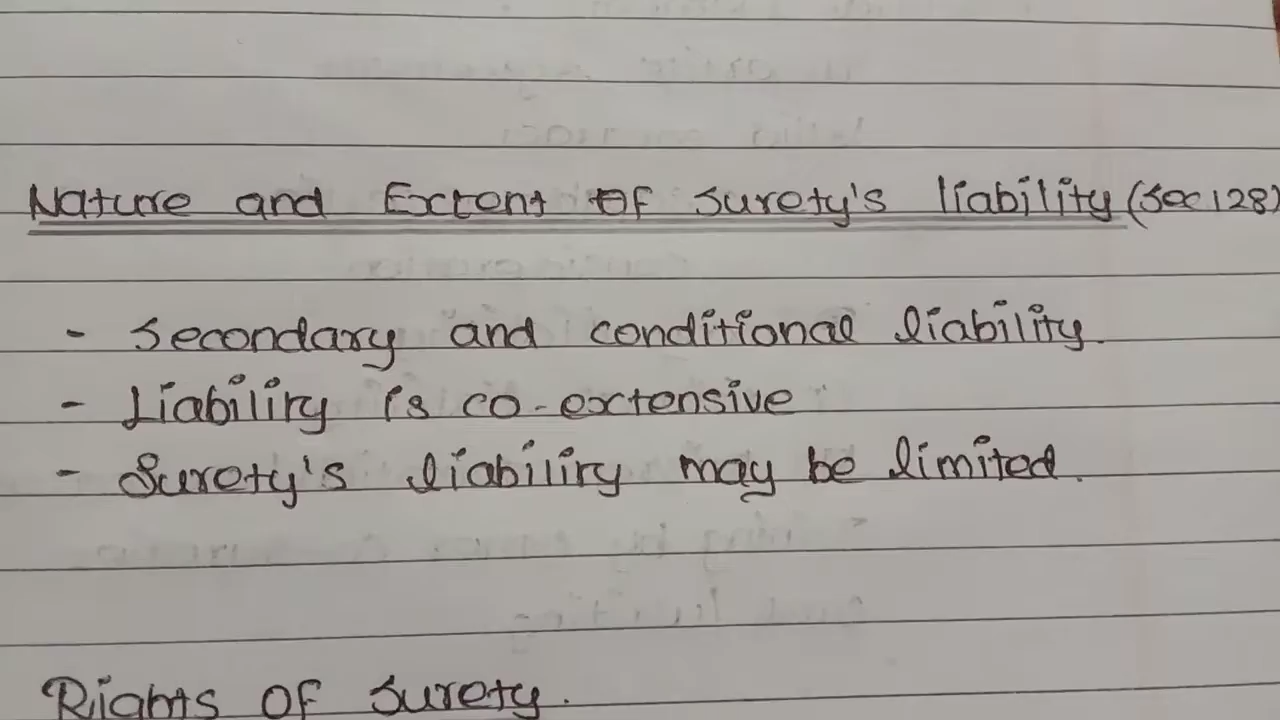 Nature and Extent Of surety's liability (Sec 128)
- Secondary and conditional liability.
- Liability is co-extensive
- Surety's liability may be limited.
Rights Of surety.